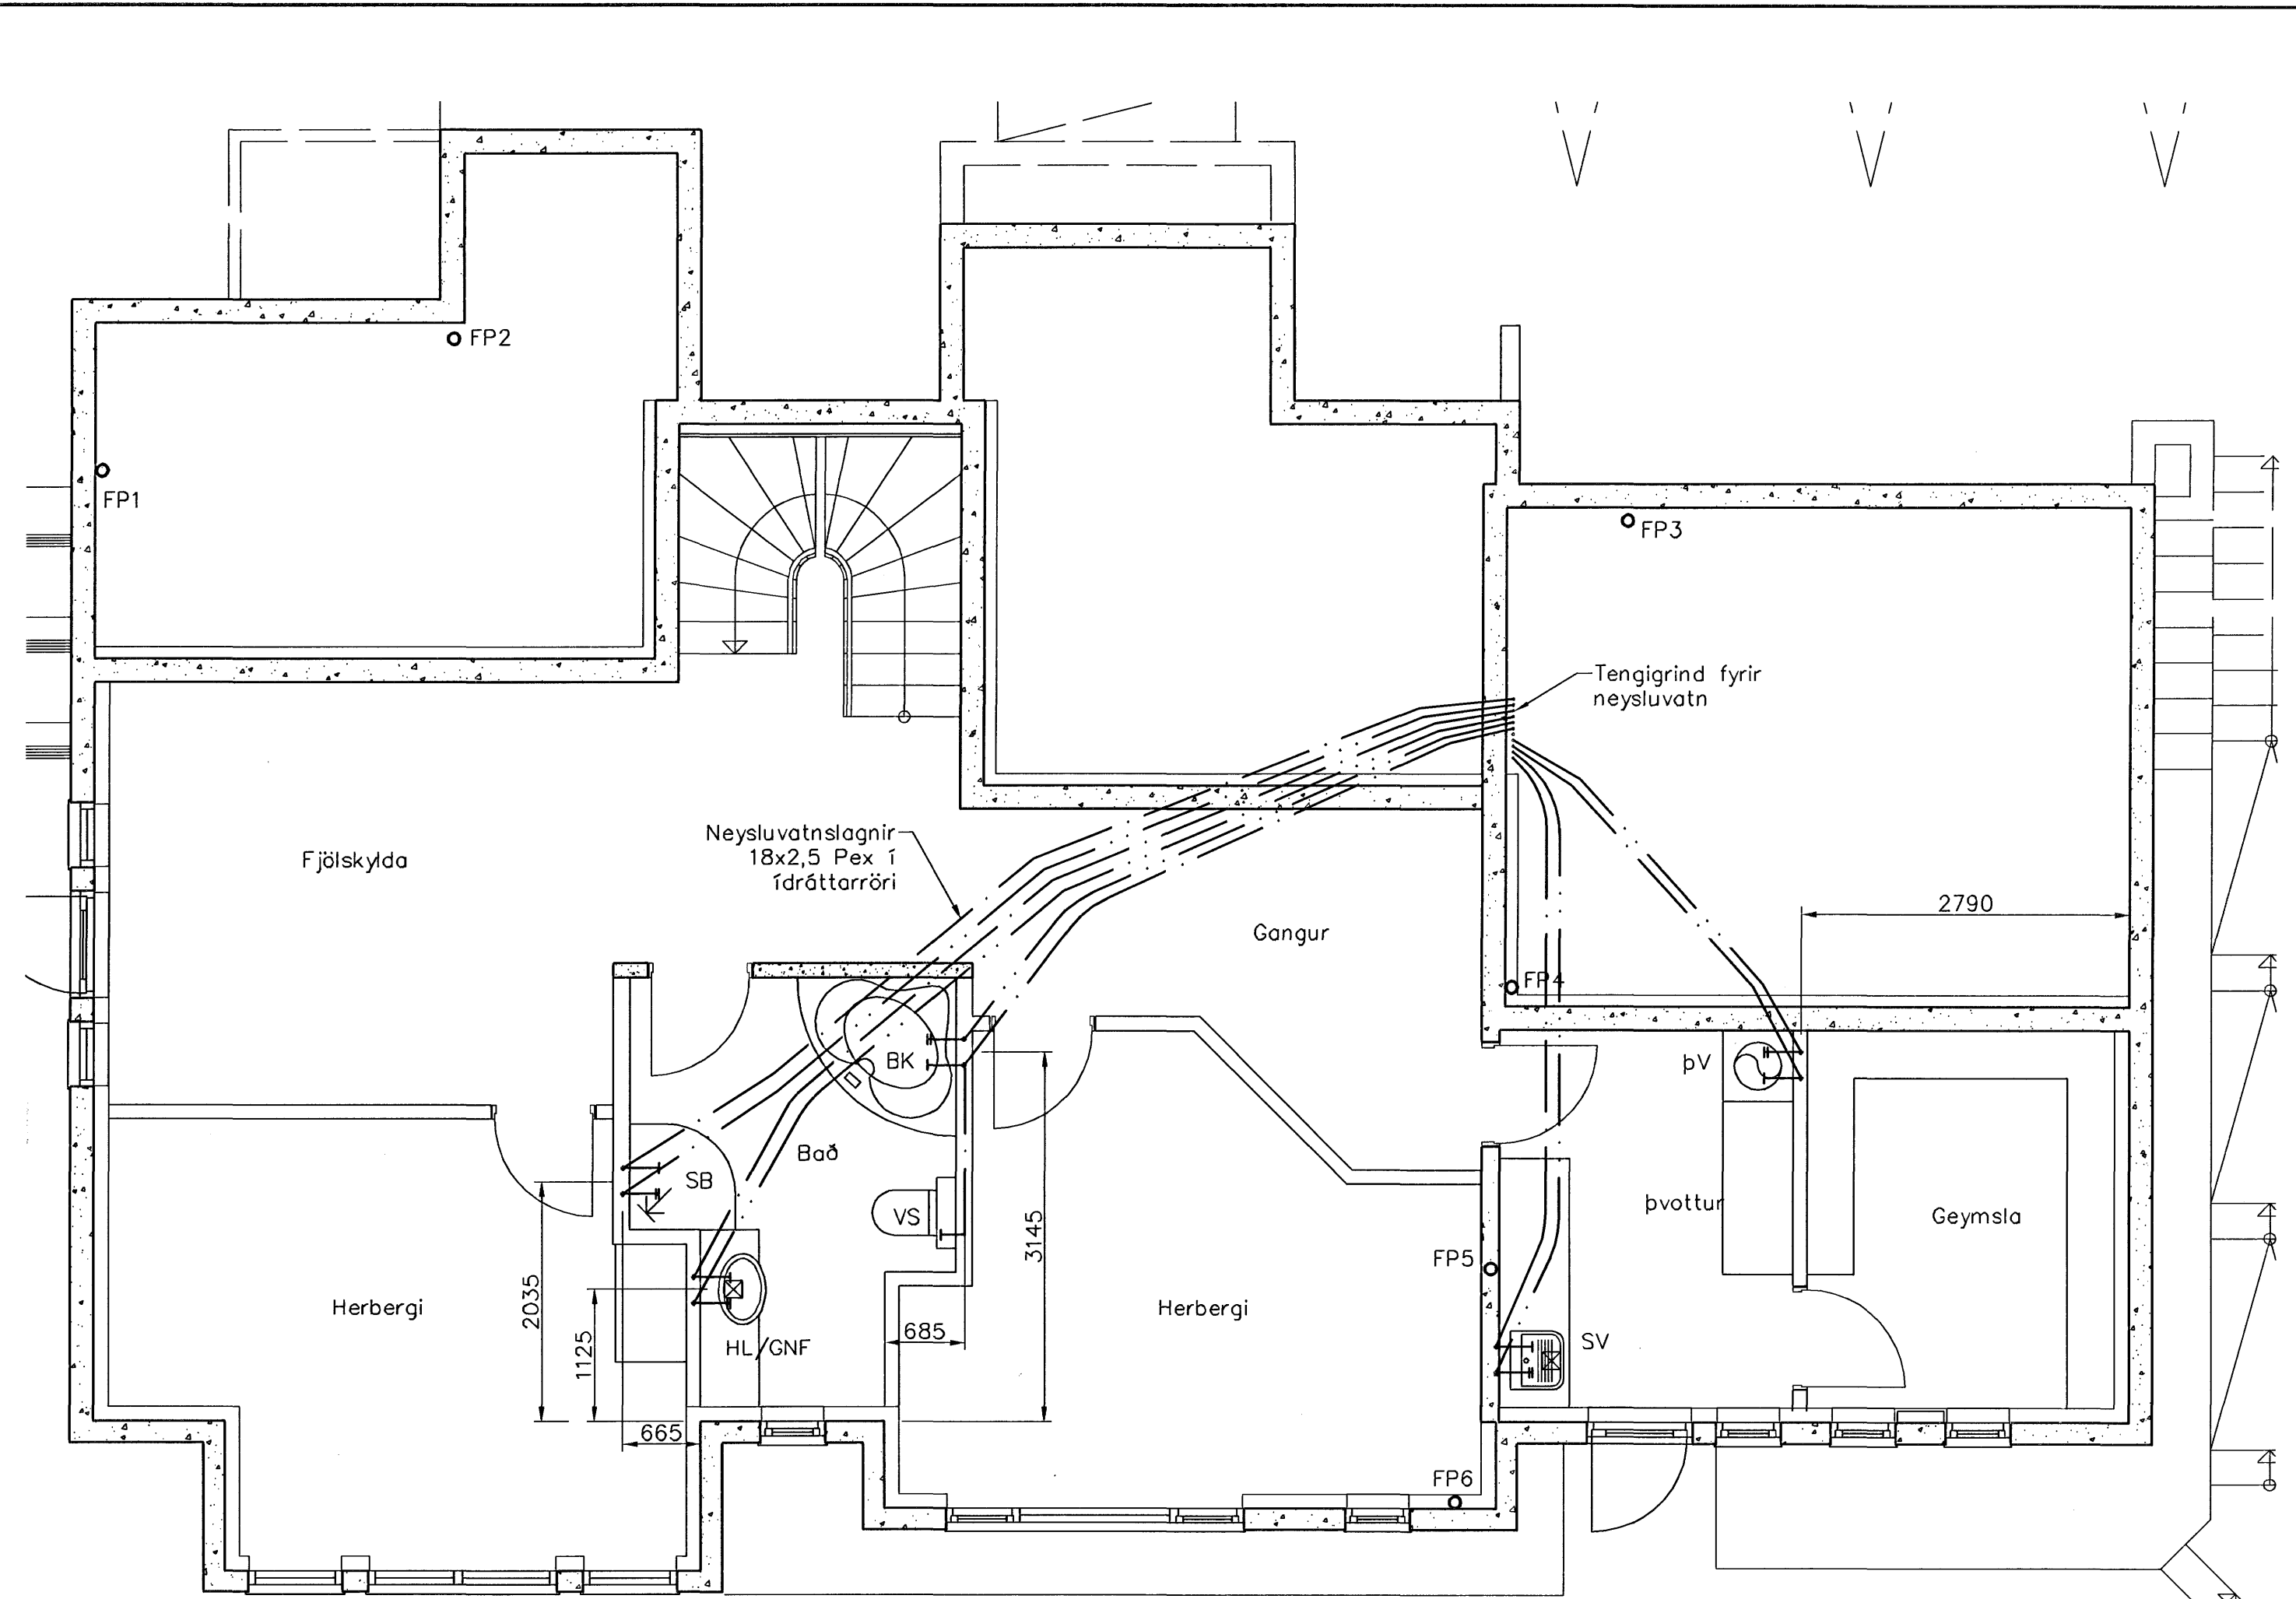 FP2
FP1
FP3
Tengigrind fyrir
neysluvatn
Neysluvatnslagnir
18x2,5 Pex í
ídráttarröri
Fjölskylda
2790
Gangur
FP4
BK
þV
Bað
SB
VS
þvottur
Geymsla
3145
FP5
2035
Herbergi
Herbergi
1125
685
SV
HL/GNF
665
FP6